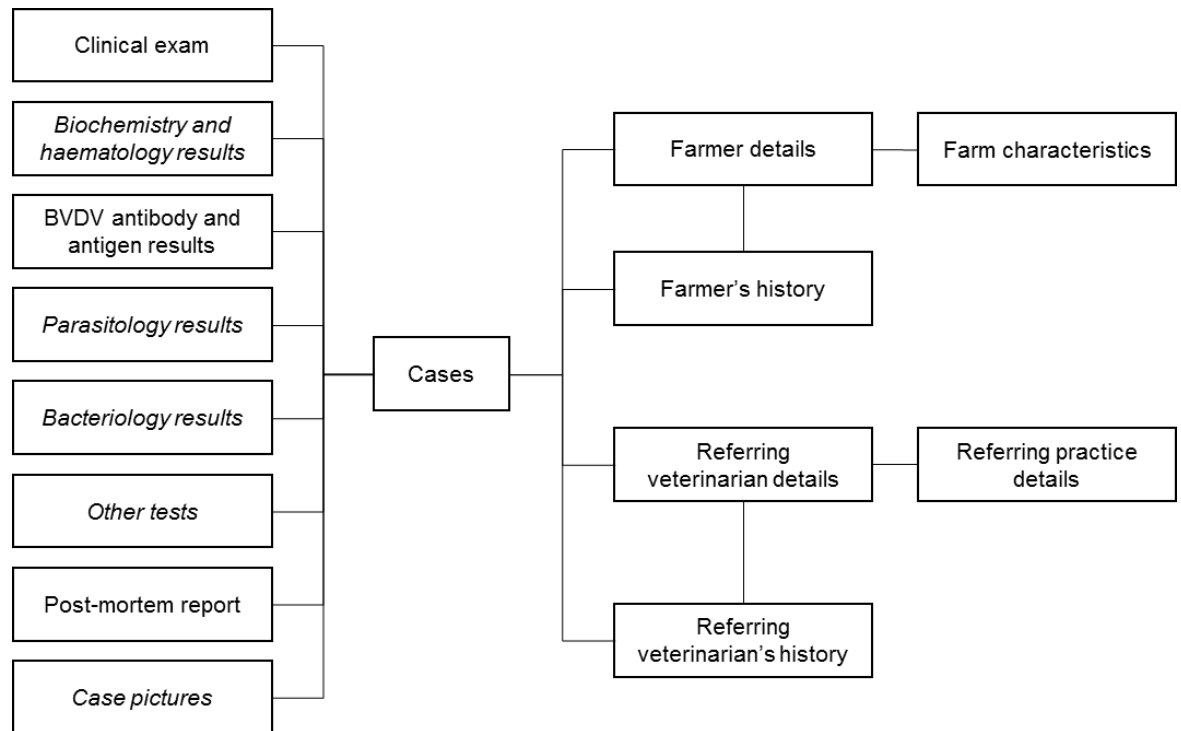 Clinical exam
Biochemistry and
haematology results
BVDV antibody and
antigen results
Parasitology results
Bacteriology results
Other tests
Post-mortem report
Case pictures
Cases
Farmer details
Farm characteristics
Farmer’s history
Referring
veterinarian details
Referring practice
details
Referring
veterinarian’s history